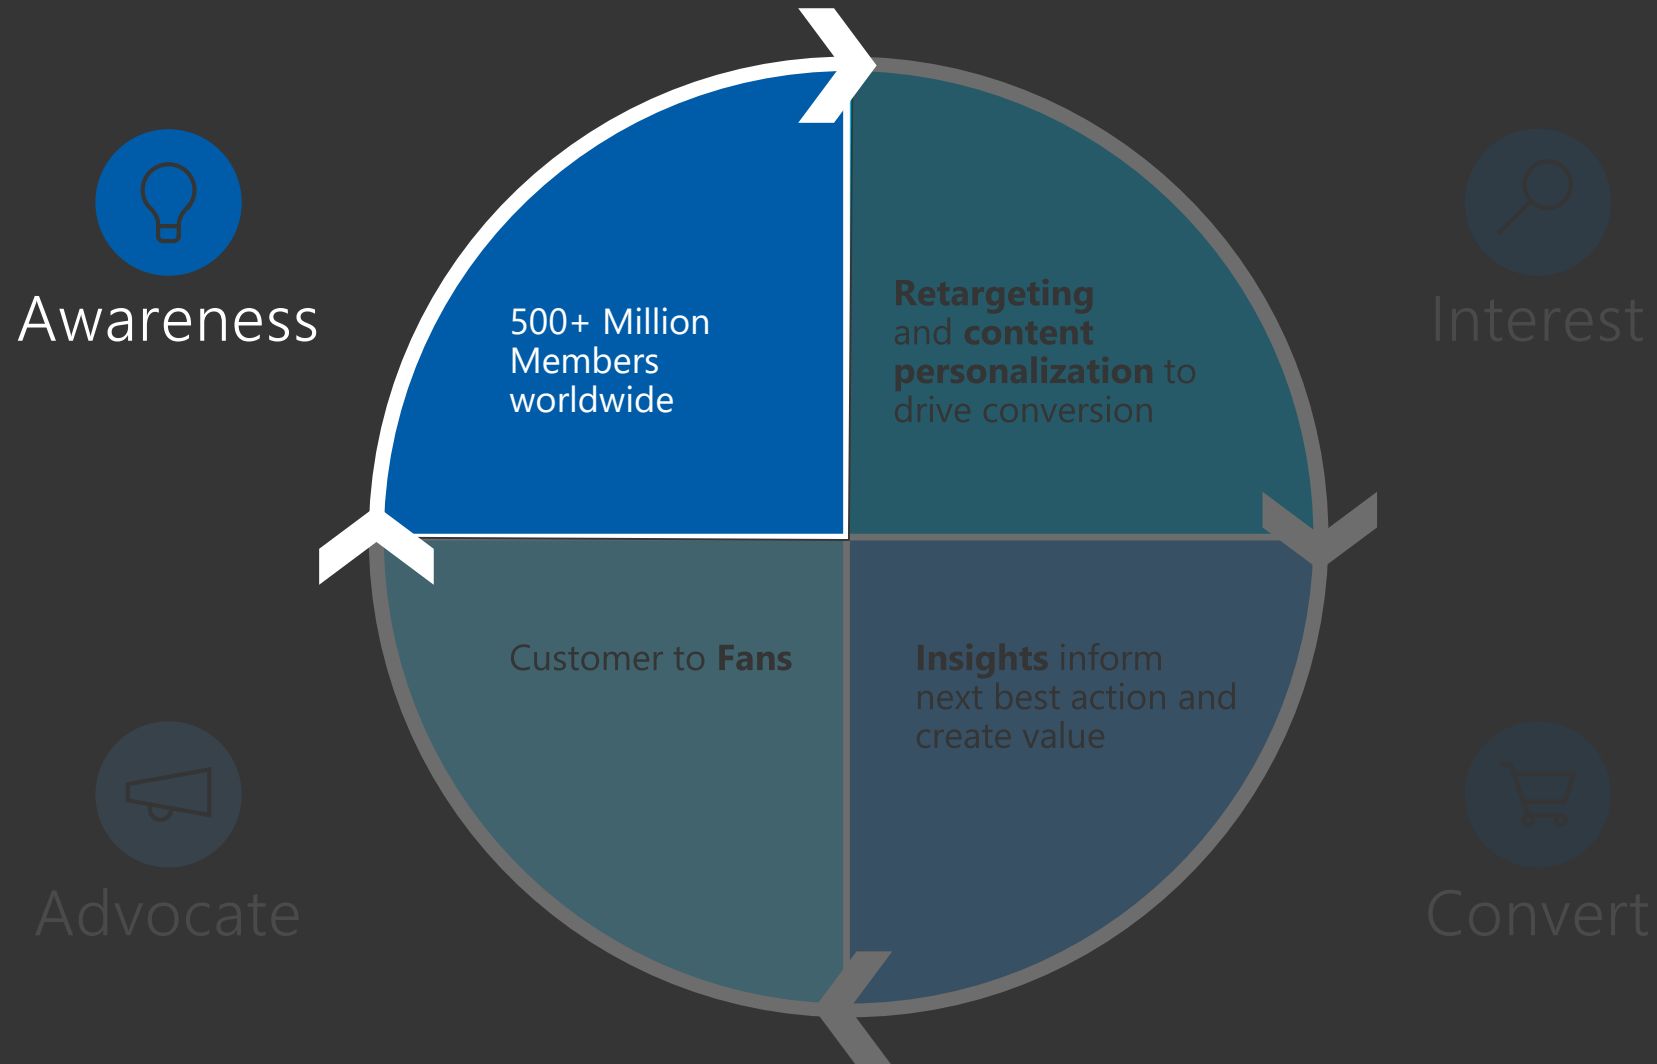 Awareness
500+ Million
Members
worldwide
Retargeting
and content
personalization to
drive conversion
Interest
Customer to Fans
Insights inform
next best action and
create value
Advocate
Convert